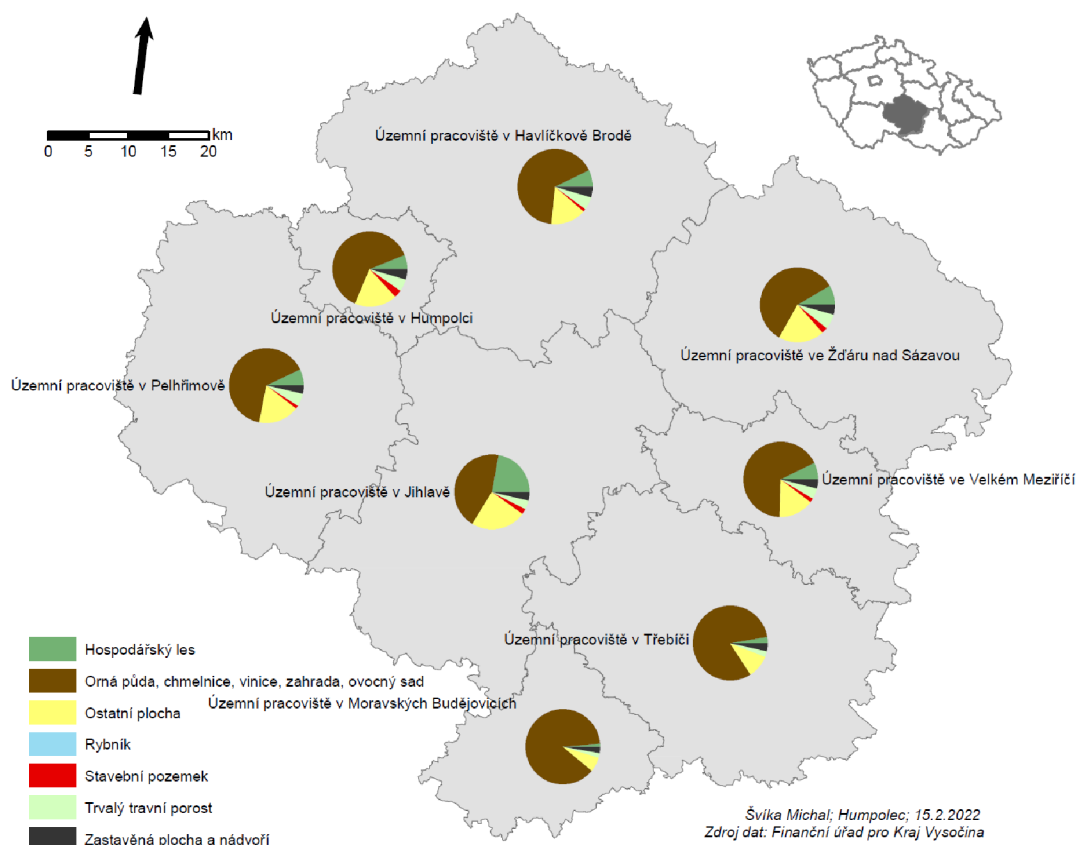 km
0 5 10 15 20
Územní pracoviště v Havlíčkově Brodě
Územní pracoviště v Humpolci
Územní pracoviště ve Žďáru nad Sázavou
Územní pracoviště v Pelhřimově
Územní pracoviště ve Velkém Meziříčí
Územní pracoviště v Jihlavě
Územní pracoviště v Třebíči
Územní pracoviště v Moravských Budějovicích
Hospodářský les
Orná půda, chmelnice, vinice, zahrada, ovocný sad
Ostatní plocha
Rybník
Stavební pozemek
Trvalý travní porost
Zastavěná plocha a nádvoří
Švika Michal; Humpolec; 15.2.2022
Zdroj dat: Finanční úřad pro Kraj Vysočina